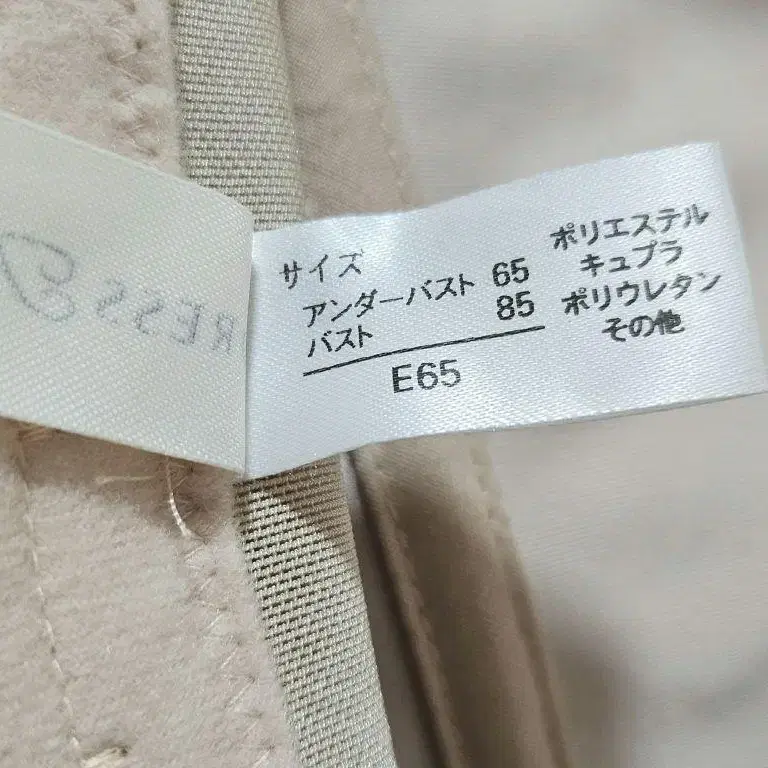 サイズ
アンダーバスト 65
バスト 85
E65
ポリエステル
キュプラ
ポリウレタン
その他
RESS